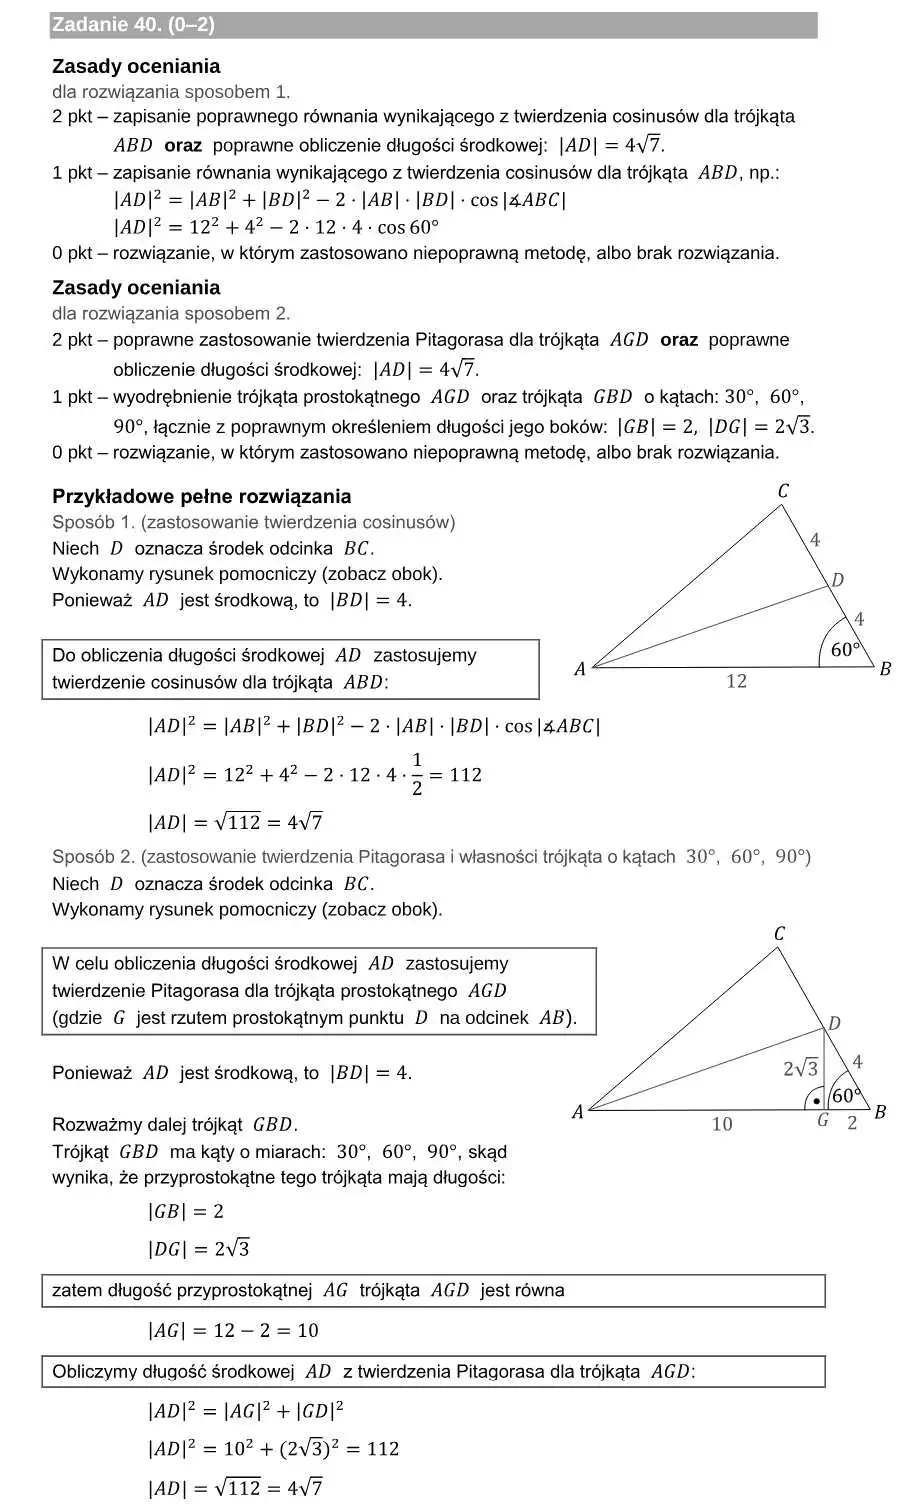 Zadanie 40. (0–2)
Zasady oceniania
dla rozwiązania sposobem 1.
2 pkt – zapisanie poprawnego równania wynikającego z twierdzenia cosinusów dla trójkąta
ABD oraz poprawne obliczenie długości środkowej: |AD| = 4√7.
1 pkt – zapisanie równania wynikającego z twierdzenia cosinusów dla trójkąta ABD, np.:
|AD|² = |AB|² + |BD|² − 2 · |AB| · |BD| · cos|∡ABC|
|AD|² = 12² + 4² − 2 · 12 · 4 · cos 60°
0 pkt – rozwiązanie, w którym zastosowano niepoprawną metodę, albo brak rozwiązania.
Zasady oceniania
dla rozwiązania sposobem 2.
2 pkt – poprawne zastosowanie twierdzenia Pitagorasa dla trójkąta AGD oraz poprawne
obliczenie długości środkowej: |AD| = 4√7.
1 pkt – wyodrębnienie trójkąta prostokątnego AGD oraz trójkąta GBD o kątach: 30°, 60°,
90°, łącznie z poprawnym określeniem długości jego boków: |GB| = 2, |DG| = 2√3.
0 pkt – rozwiązanie, w którym zastosowano niepoprawną metodę, albo brak rozwiązania.
Przykładowe pełne rozwiązania
Sposób 1. (zastosowanie twierdzenia cosinusów)
Niech D oznacza środek odcinka BC.
Wykonamy rysunek pomocniczy (zobacz obok).
Ponieważ AD jest środkową, to |BD| = 4.
C
4
D
4
60°
A
B
12
Do obliczenia długości środkowej AD zastosujemy
twierdzenie cosinusów dla trójkąta ABD:
|AD|² = |AB|² + |BD|² − 2 · |AB| · |BD| · cos|∡ABC|
|AD|² = 12² + 4² − 2 · 12 · 4 · 1/2 = 112
|AD| = √112 = 4√7
Sposób 2. (zastosowanie twierdzenia Pitagorasa i własności trójkąta o kątach 30°, 60°, 90°)
Niech D oznacza środek odcinka BC.
Wykonamy rysunek pomocniczy (zobacz obok).
W celu obliczenia długości środkowej AD zastosujemy
twierdzenie Pitagorasa dla trójkąta prostokątnego AGD
(gdzie G jest rzutem prostokątnym punktu D na odcinek AB).
C
D
2√3
4
60°
A
B
10
G
2
Ponieważ AD jest środkową, to |BD| = 4.
Rozważmy dalej trójkąt GBD.
Trójkąt GBD ma kąty o miarach: 30°, 60°, 90°, skąd
wynika, że przyprostokątne tego trójkąta mają długości:
|GB| = 2
|DG| = 2√3
zatem długość przyprostokątnej AG trójkąta AGD jest równa
|AG| = 12 − 2 = 10
Obliczymy długość środkowej AD z twierdzenia Pitagorasa dla trójkąta AGD:
|AD|² = |AG|² + |GD|²
|AD|² = 10² + (2√3)² = 112
|AD| = √112 = 4√7